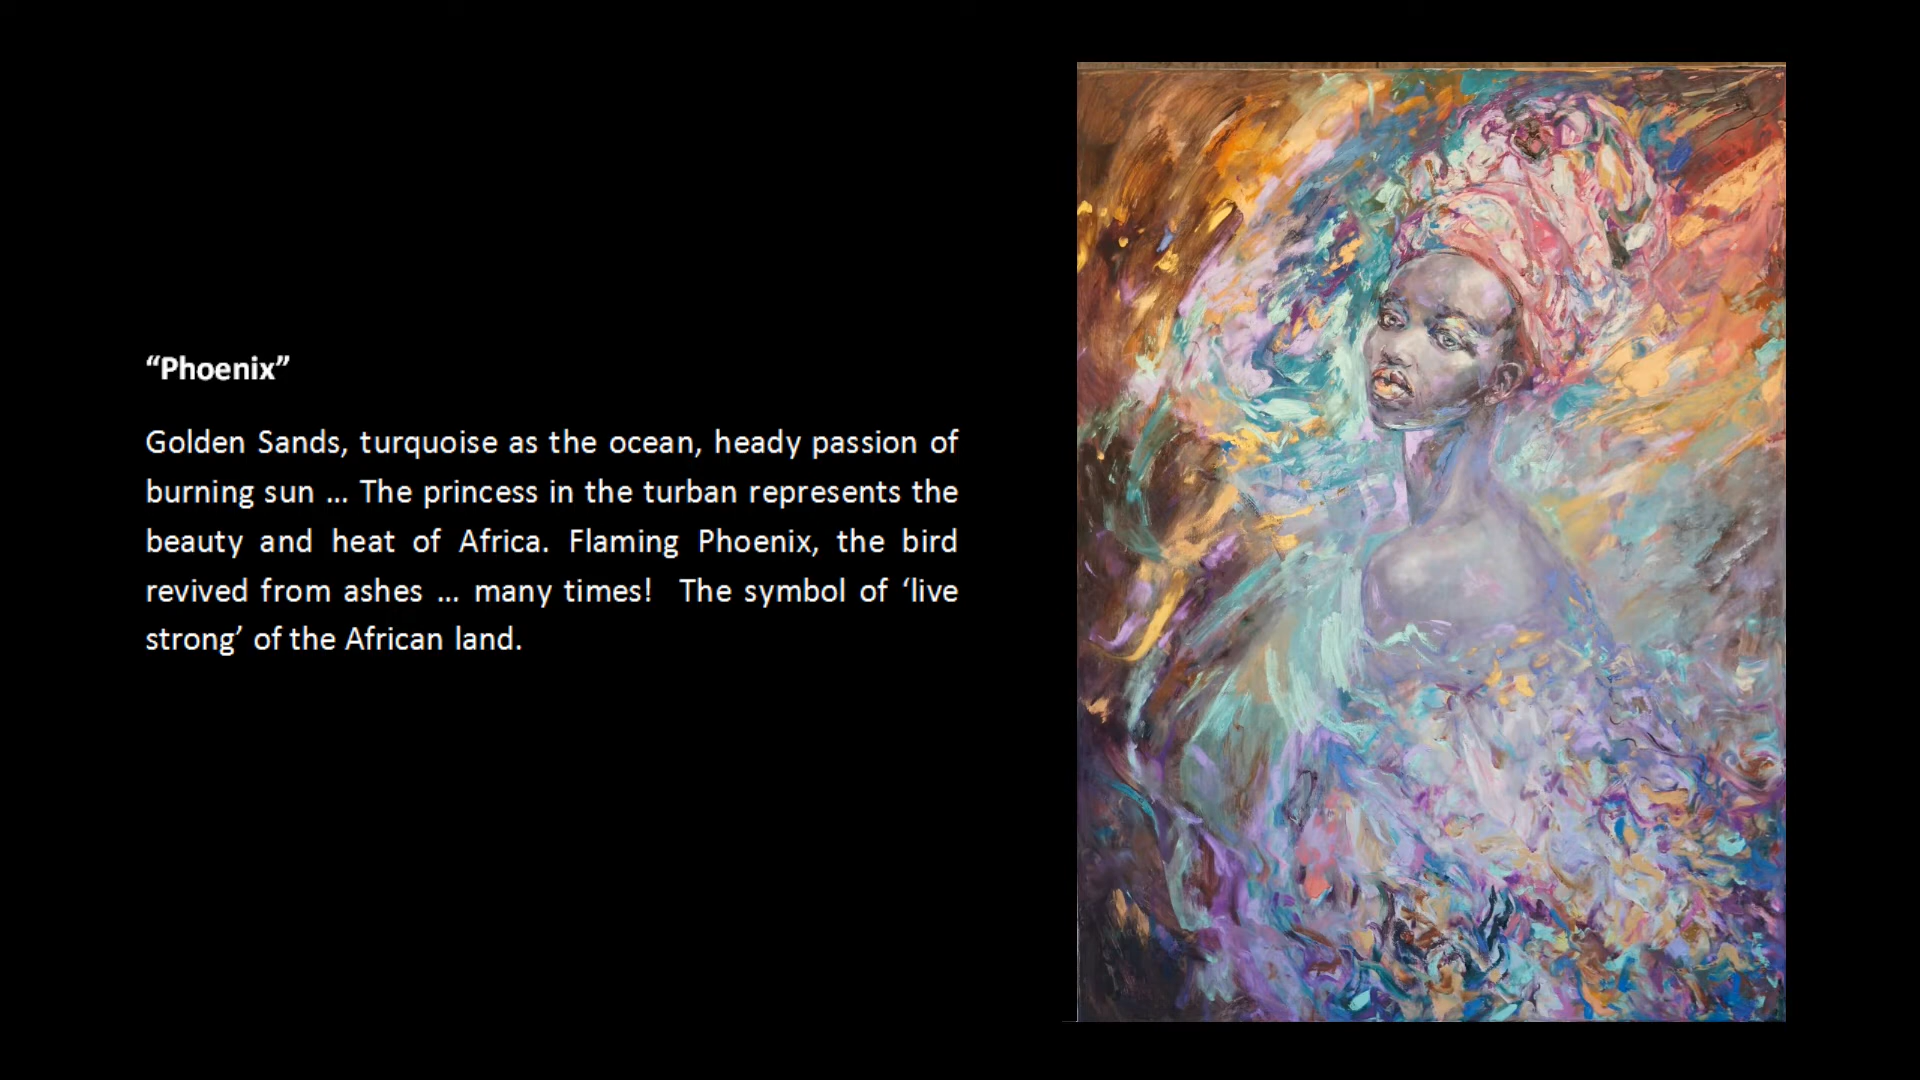 “Phoenix”
Golden Sands, turquoise as the ocean, heady passion of
burning sun ... The princess in the turban represents the
beauty and heat of Africa. Flaming Phoenix, the bird
revived from ashes ... many times!  The symbol of ‘live
strong’ of the African land.